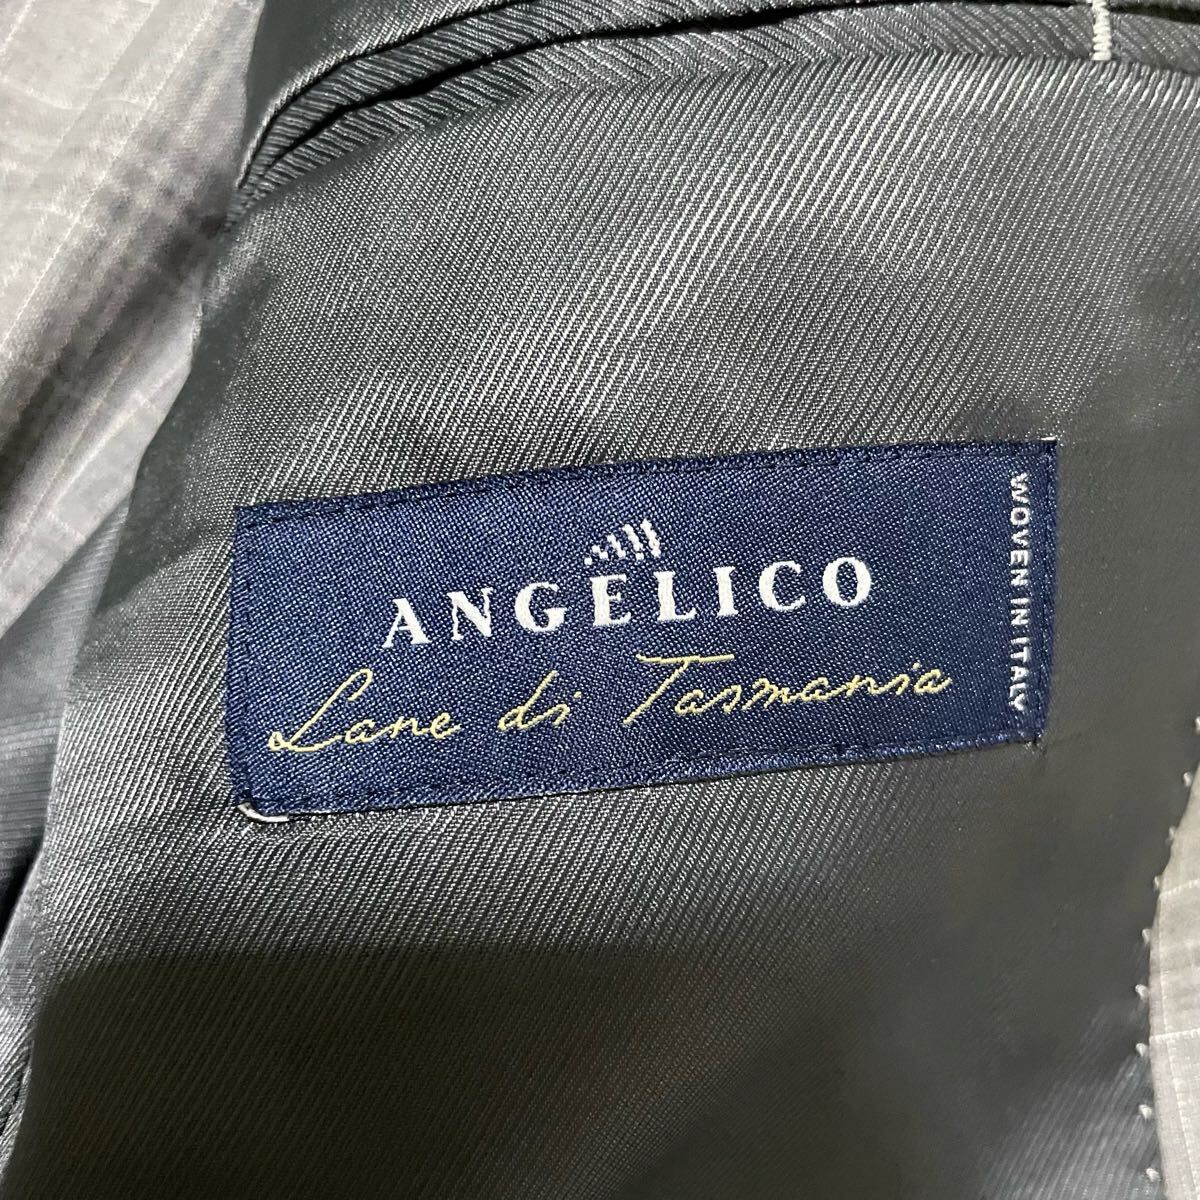 ANGELICO
Lane di Tasmania
WOVEN IN ITALY